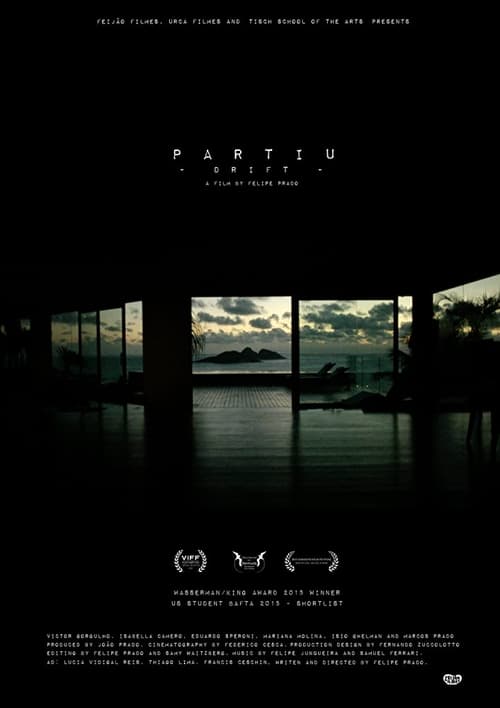 FEIJÃO FILMES, URCA FILMES AND TISCH SCHOOL OF THE ARTS PRESENTS
PARTIU
- DRIFT -
A FILM BY FELIPE PRADO
VIFF
WASSERMAN/KING AWARD 2015 WINNER
US STUDENT BAFTA 2015 - SHORTLIST
VICTOR GORGULHO, ISABELLA CAMERO, EDUARDO SPERONI, MARIANA MOLINA, ISIO GHELMAN AND MARCOS PRADO
PRODUCED BY JOÃO PRADO, CINEMATOGRAPHY BY FEDERICO CESCA, PRODUCTION DESIGN BY FERNANDO ZUCCOLOTTO
EDITING BY FELIPE PRADO AND SAMY WAITZBERG, MUSIC BY FELIPE JUNQUEIRA AND SAMUEL FERRARI.
AD: LUCIA VIDIGAL REIS, THIAGO LIMA, FRANCIS CESCHIN, WRITEN AND DIRECTED BY FELIPE PRADO.